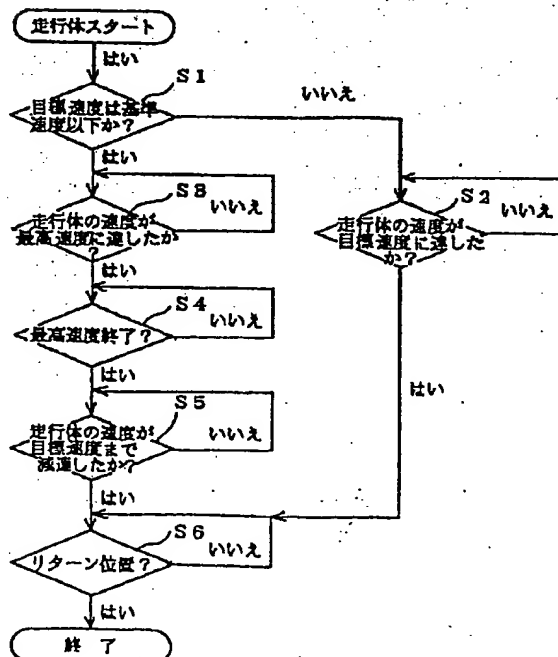 走行体スタート
はい
S1
目標速度は基準
速度以下か?
いいえ
はい
S3
走行体の速度が
最高速度に達したか
?
いいえ
S2
走行体の速度が
目標速度に達した
か?
いいえ
はい
S4
最高速度終了?
いいえ
はい
はい
S5
走行体の速度が
目標速度まで
減速したか?
いいえ
はい
S6
リターン位置?
いいえ
はい
終 了